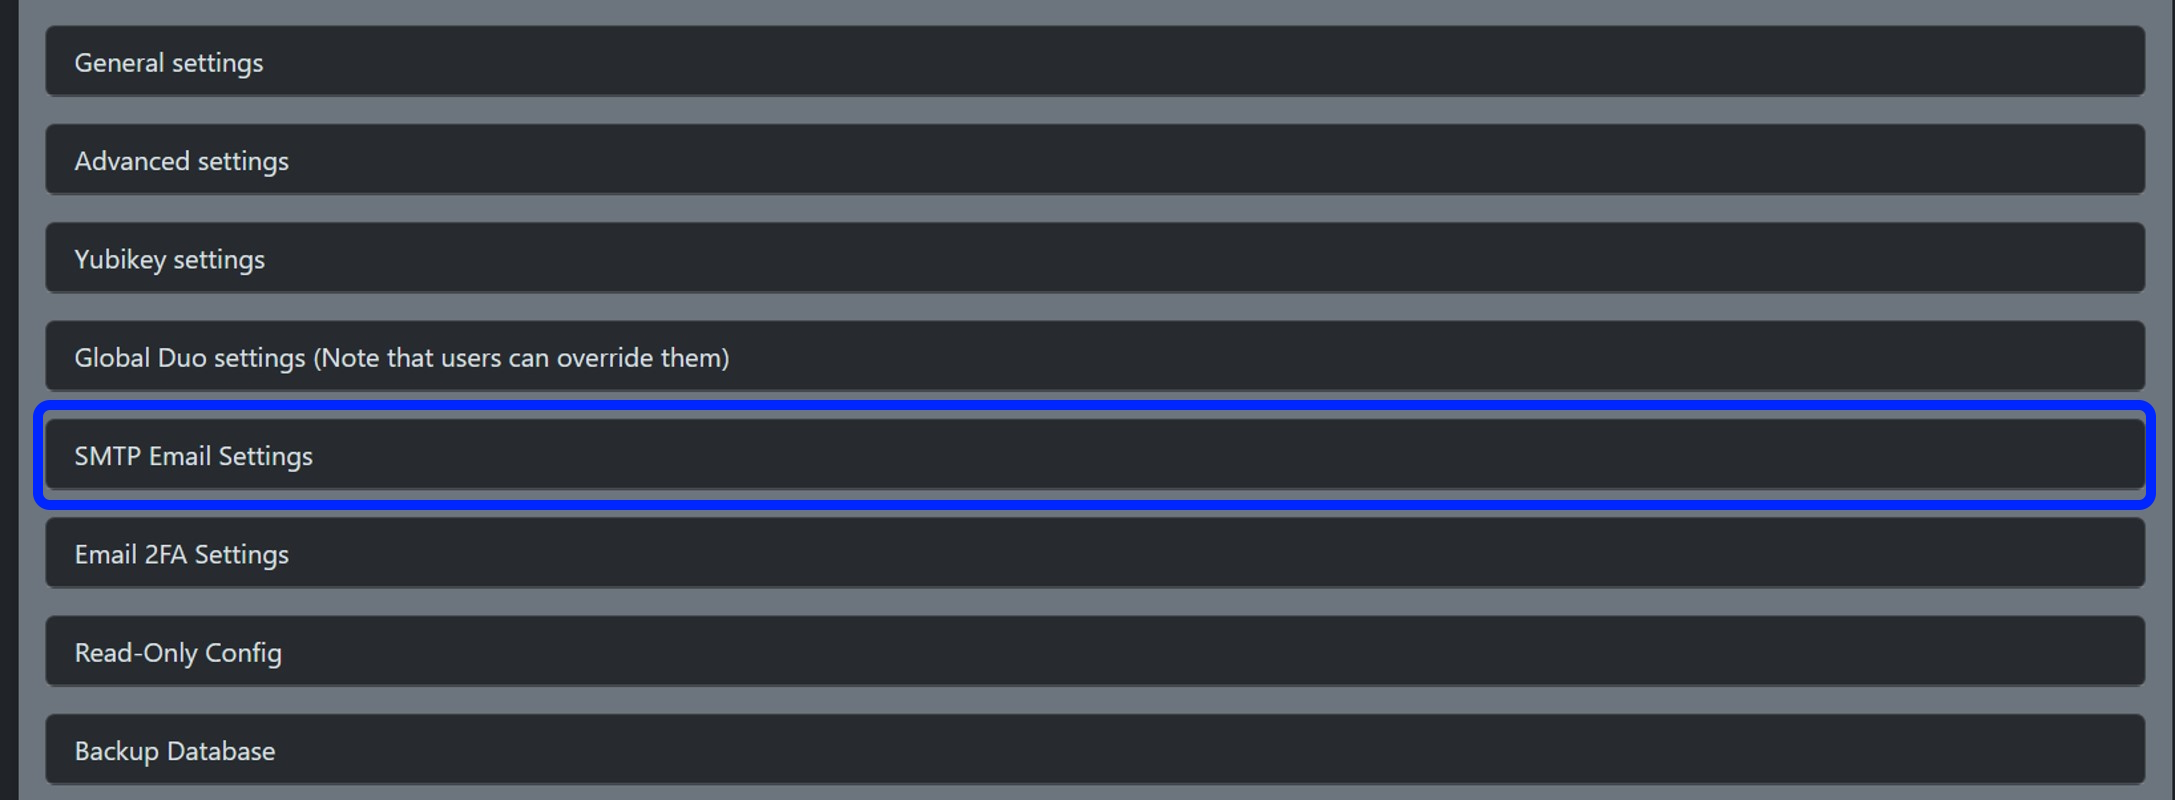 General settings
Advanced settings
Yubikey settings
Global Duo settings (Note that users can override them)
SMTP Email Settings
Email 2FA Settings
Read-Only Config
Backup Database